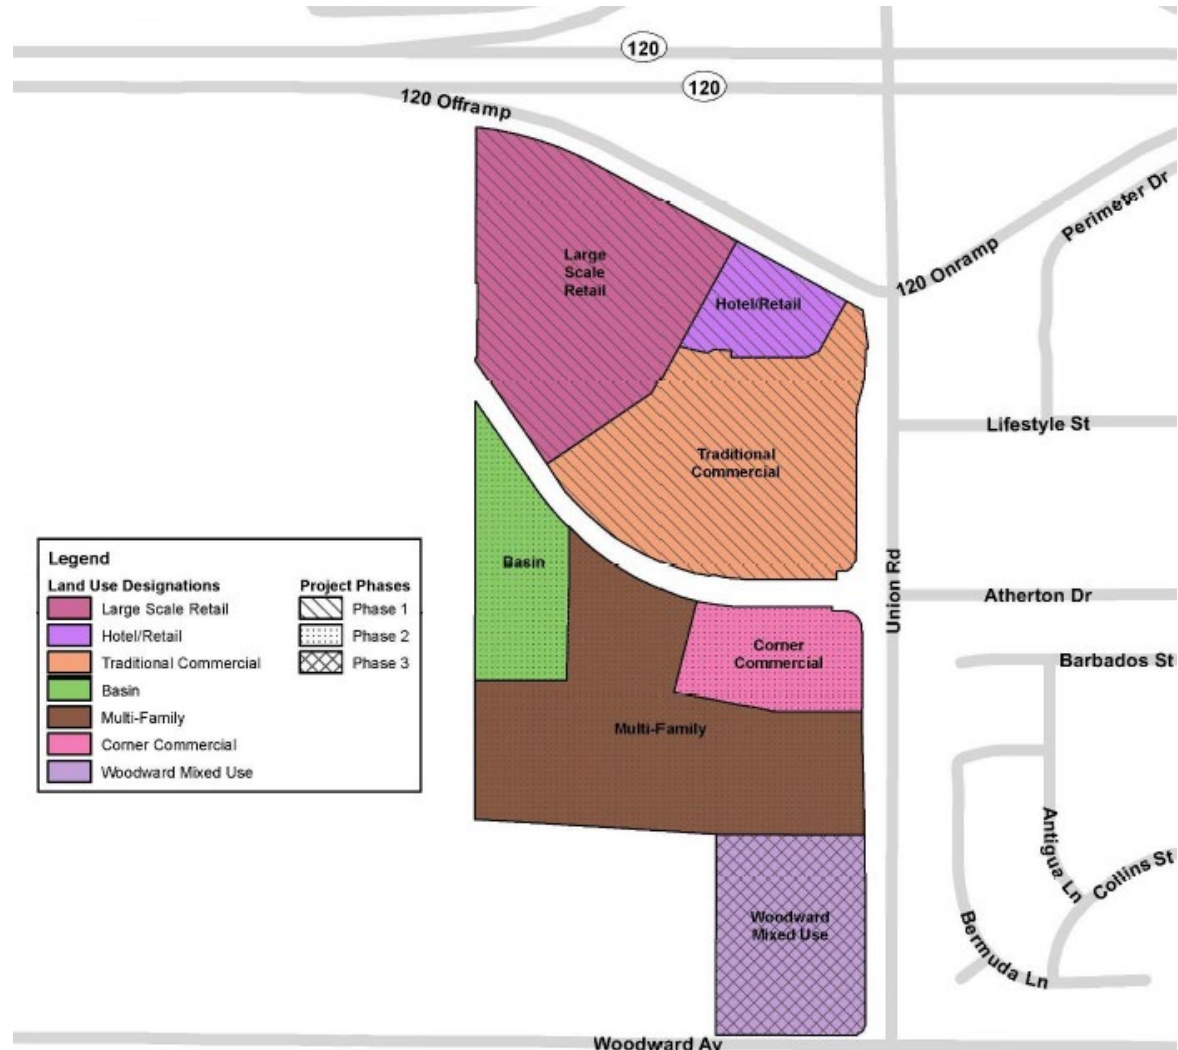 120
120
120 Offramp
Perimeter Dr
120 Onramp
Large
Scale
Retail
Hotel/Retail
Lifestyle St
Traditional
Commercial
Basin
Union Rd
Atherton Dr
Corner
Commercial
Barbados St
Multi-Family
Antigua Ln
Collins St
Woodward
Mixed Use
Bermuda Ln
Woodward Av
Legend
Land Use Designations
Large Scale Retail
Hotel/Retail
Traditional Commercial
Basin
Multi-Family
Corner Commercial
Woodward Mixed Use
Project Phases
Phase 1
Phase 2
Phase 3